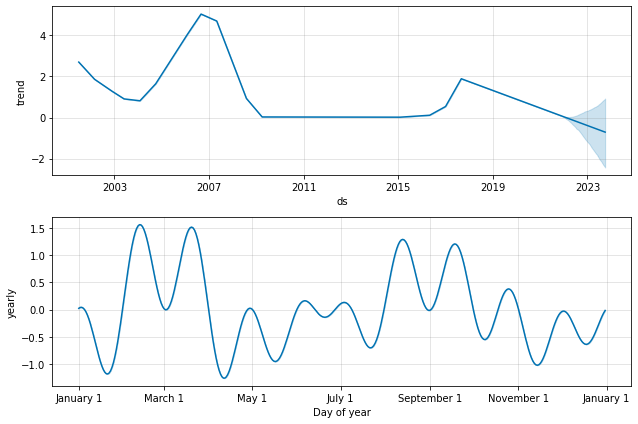 4
2
0
−2
trend
2003 2007 2011 2015 2019 2023
ds
1.5
1.0
0.5
0.0
−0.5
−1.0
yearly
January 1 March 1 May 1 July 1 September 1 November 1 January 1
Day of year